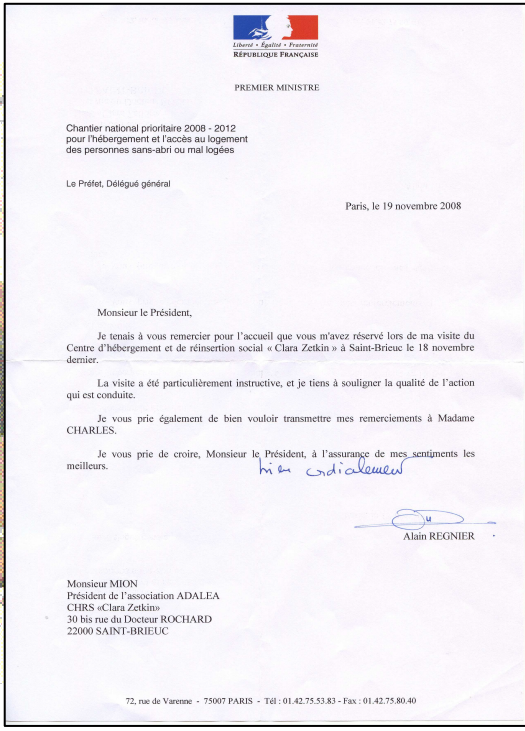 Liberté • Égalité • Fraternité
RÉPUBLIQUE FRANÇAISE
PREMIER MINISTRE
Chantier national prioritaire 2008 - 2012
pour l'hébergement et l'accès au logement
des personnes sans-abri ou mal logées
Le Préfet, Délégué général
Paris, le 19 novembre 2008
Monsieur le Président,
Je tenais à vous remercier pour l'accueil que vous m'avez réservé lors de ma visite du
Centre d'hébergement et de réinsertion social « Clara Zetkin » à Saint-Brieuc le 18 novembre
dernier.
La visite a été particulièrement instructive, et je tiens à souligner la qualité de l'action
qui est conduite.
Je vous prie également de bien vouloir transmettre mes remerciements à Madame
CHARLES.
Je vous prie de croire, Monsieur le Président, à l'assurance de mes sentiments les
meilleurs.
bien cordialement
Alain REGNIER
Monsieur MION
Président de l'association ADALEA
CHRS «Clara Zetkin»
30 bis rue du Docteur ROCHARD
22000 SAINT-BRIEUC
72, rue de Varenne - 75007 PARIS - Tél : 01.42.75.53.83 - Fax : 01.42.75.80.40